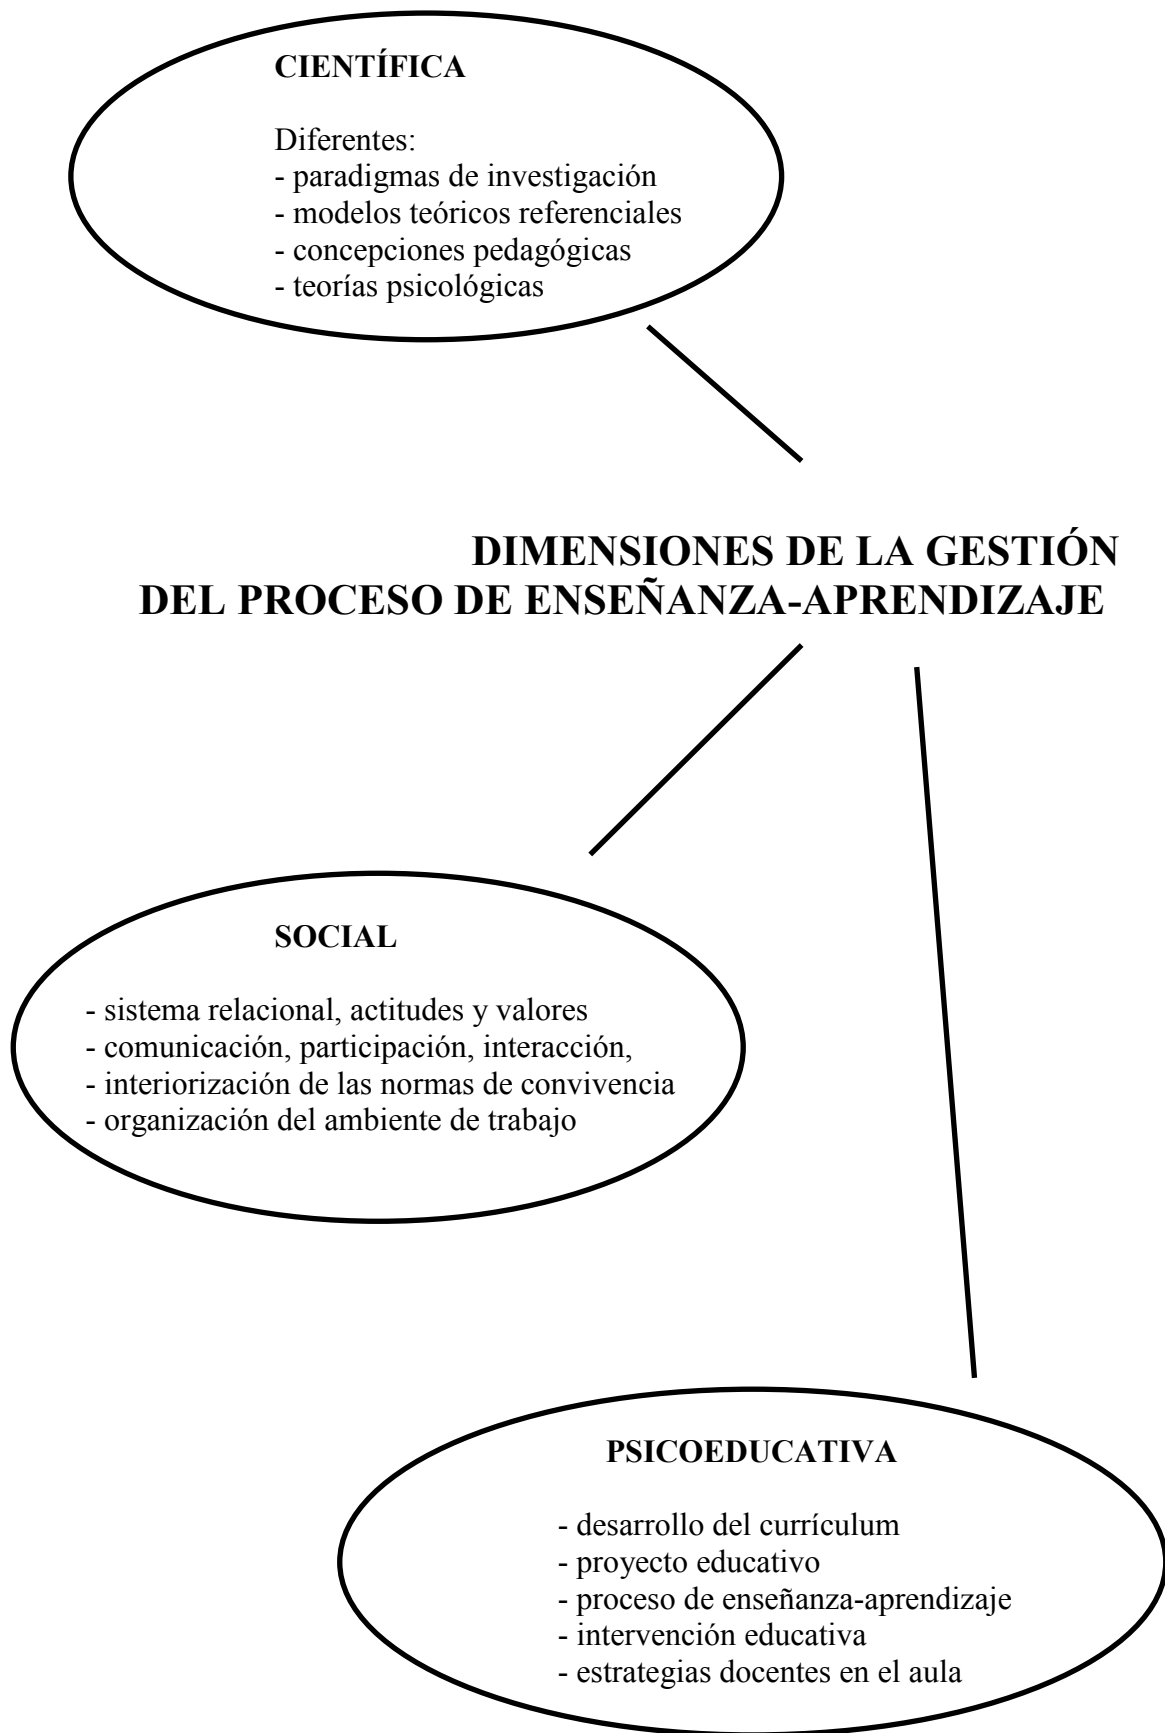 CIENTÍFICA
Diferentes:
- paradigmas de investigación
- modelos teóricos referenciales
- concepciones pedagógicas
- teorías psicológicas
DIMENSIONES DE LA GESTIÓN
DEL PROCESO DE ENSEÑANZA-APRENDIZAJE
SOCIAL
- sistema relacional, actitudes y valores
- comunicación, participación, interacción,
- interiorización de las normas de convivencia
- organización del ambiente de trabajo
PSICOEDUCATIVA
- desarrollo del currículum
- proyecto educativo
- proceso de enseñanza-aprendizaje
- intervención educativa
- estrategias docentes en el aula